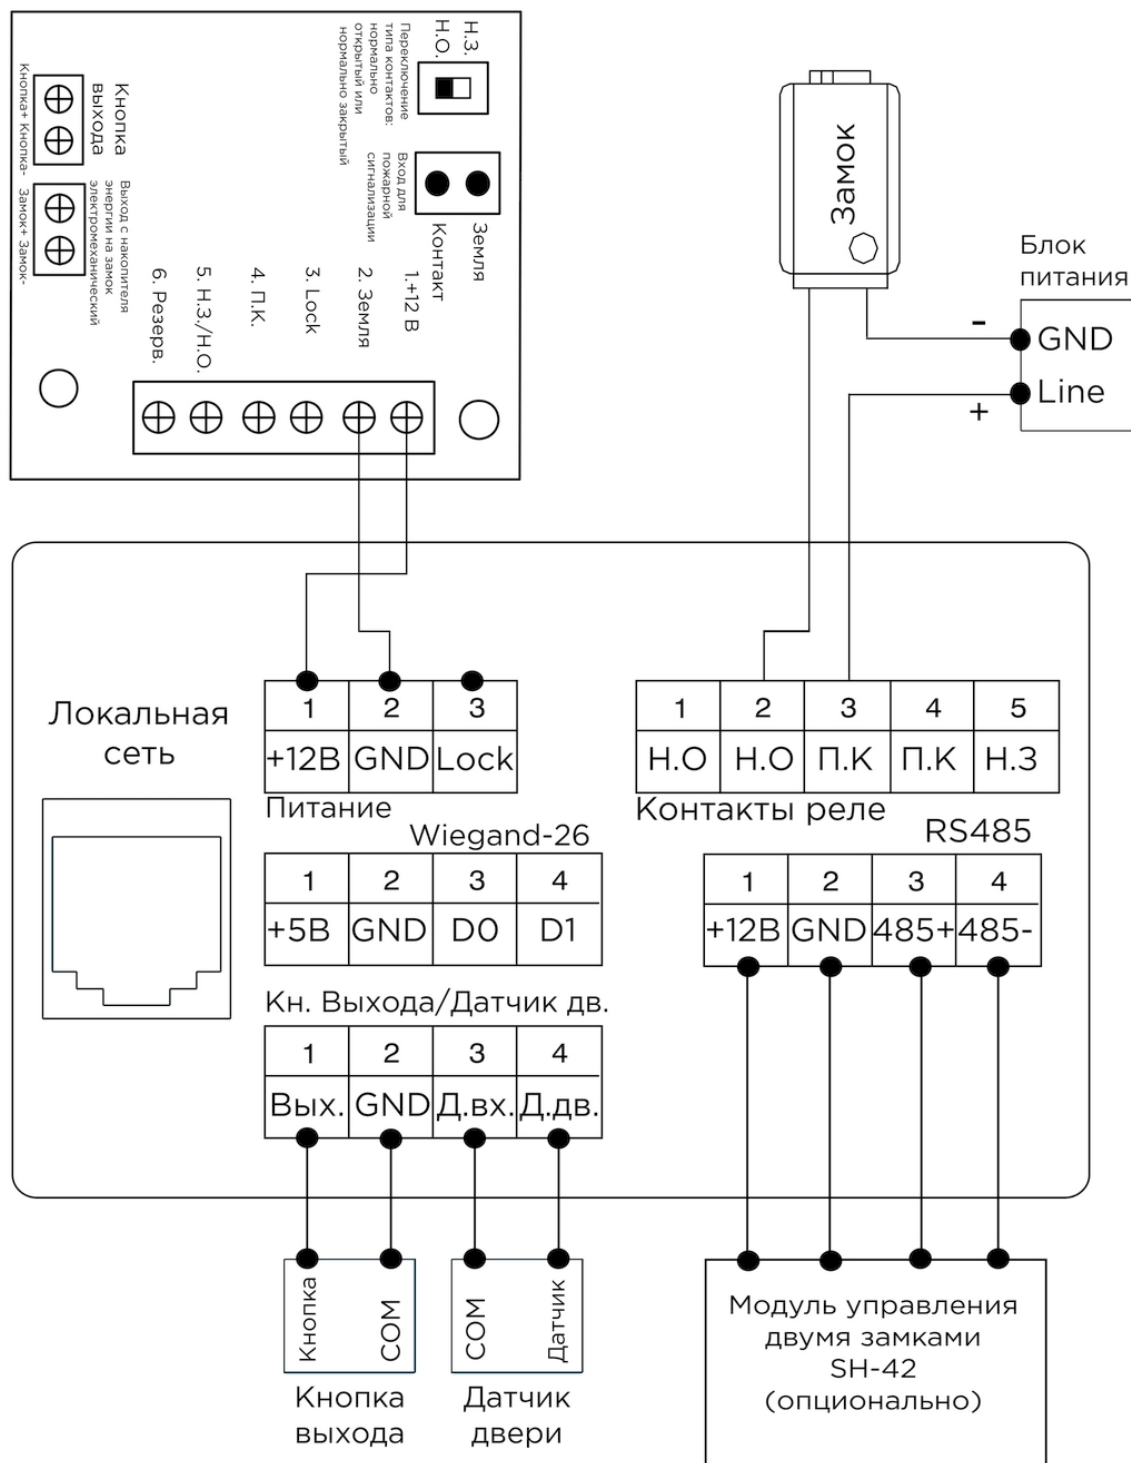 Н.З.
Н.О.
Переключение
типа контактов:
нормально
открытый или
нормально закрытый
Кнопка
выхода
Кнопка+ Кнопка-
Вход для
пожарной
сигнализации
Выход с накопителя
энергии на замок
электромеханический
Замок+ Замок-
Земля
Контакт
6. Резерв.
5. Н.З./Н.О.
4. П.К.
3. Lock
2. Земля
1.+12 В
Замок
Блок
питания
-
GND
Line
+
Локальная
сеть
1 2 3
+12В GND Lock
Питание
1 2 3 4 5
Н.О Н.О П.К П.К Н.З
Контакты реле
Wiegand-26
1 2 3 4
+5В GND D0 D1
RS485
1 2 3 4
+12В GND 485+ 485-
Кн. Выхода/Датчик дв.
1 2 3 4
Вых. GND Д.вх. Д.дв.
Кнопка
COM
COM
Датчик
Кнопка
выхода
Датчик
двери
Модуль управления
двумя замками
SH-42
(опционально)